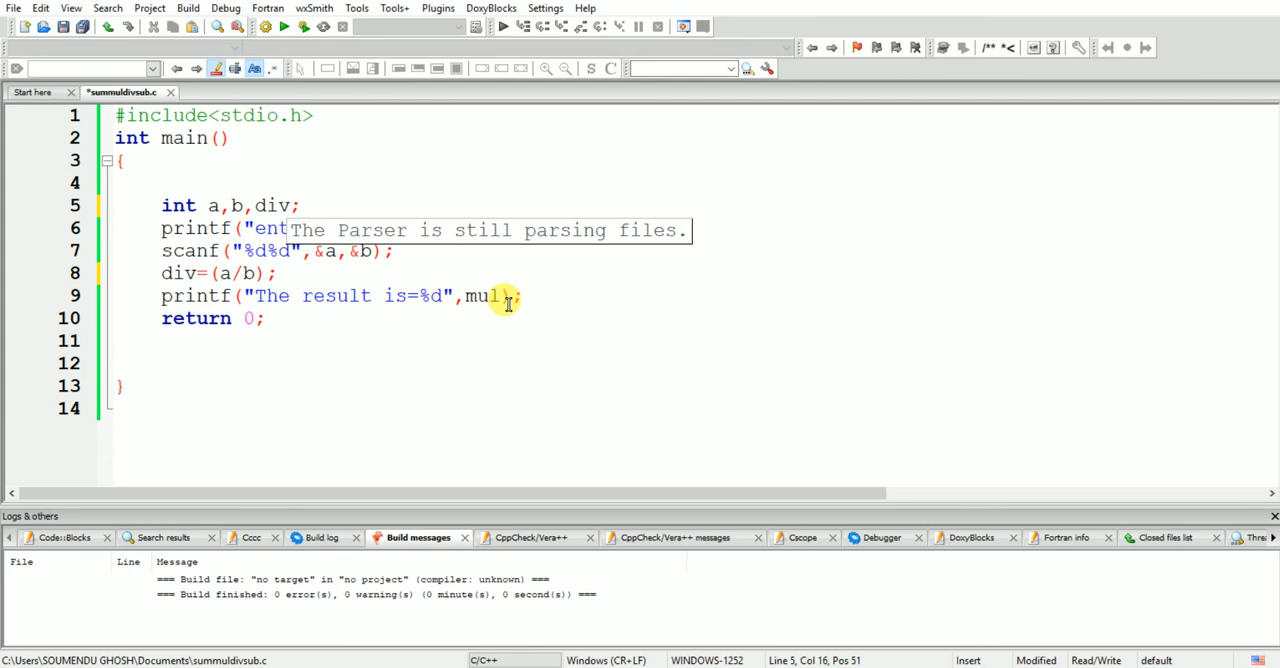 File Edit View Search Project Build Debug Fortran wxSmith Tools Tools+ Plugins DoxyBlocks Settings Help
/** *<
Aa .* S C
Start here *summuldivsub.c
1 #include<stdio.h>
2 int main()
3 {
4
5 int a,b,div;
6 printf("ent
The Parser is still parsing files.
7 scanf("%d%d",&a,&b);
8 div=(a/b);
9 printf("The result is=%d",mul);
10 return 0;
11
12
13 }
14
Logs & others
Code::Blocks Search results Cccc Build log Build messages CppCheck/Vera++ CppCheck/Vera++ messages Cscope Debugger DoxyBlocks Fortran info Closed files list Threa
File Line Message
=== Build file: "no target" in "no project" (compiler: unknown) ===
=== Build finished: 0 error(s), 0 warning(s) (0 minute(s), 0 second(s)) ===
C:\Users\SOUMENDU GHOSH\Documents\summuldivsub.c C/C++ Windows (CR+LF) WINDOWS-1252 Line 5, Col 16, Pos 51 Insert Modified Read/Write default